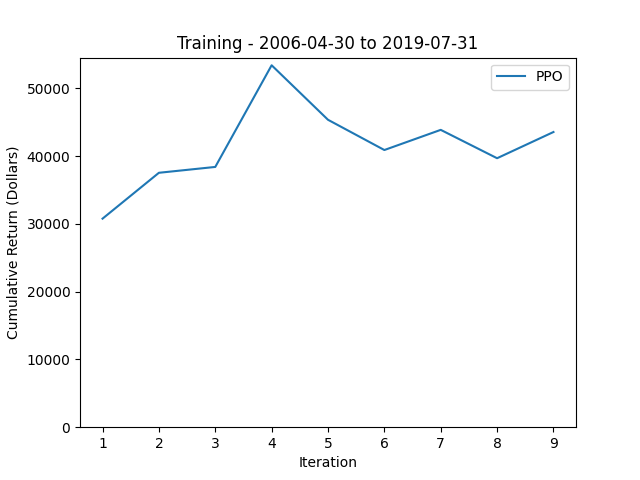 Training - 2006-04-30 to 2019-07-31
PPO
Cumulative Return (Dollars)
50000
40000
30000
20000
10000
0
1 2 3 4 5 6 7 8 9
Iteration